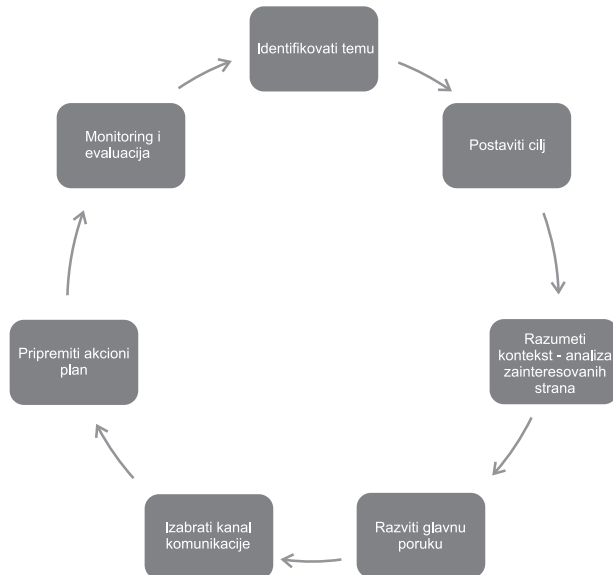 Identifikovati temu
Postaviti cilj
Razumeti
kontekst - analiza
zainteresovanih
strana
Razviti glavnu
poruku
Izabrati kanal
komunikacije
Pripremiti akcioni
plan
Monitoring i
evaluacija